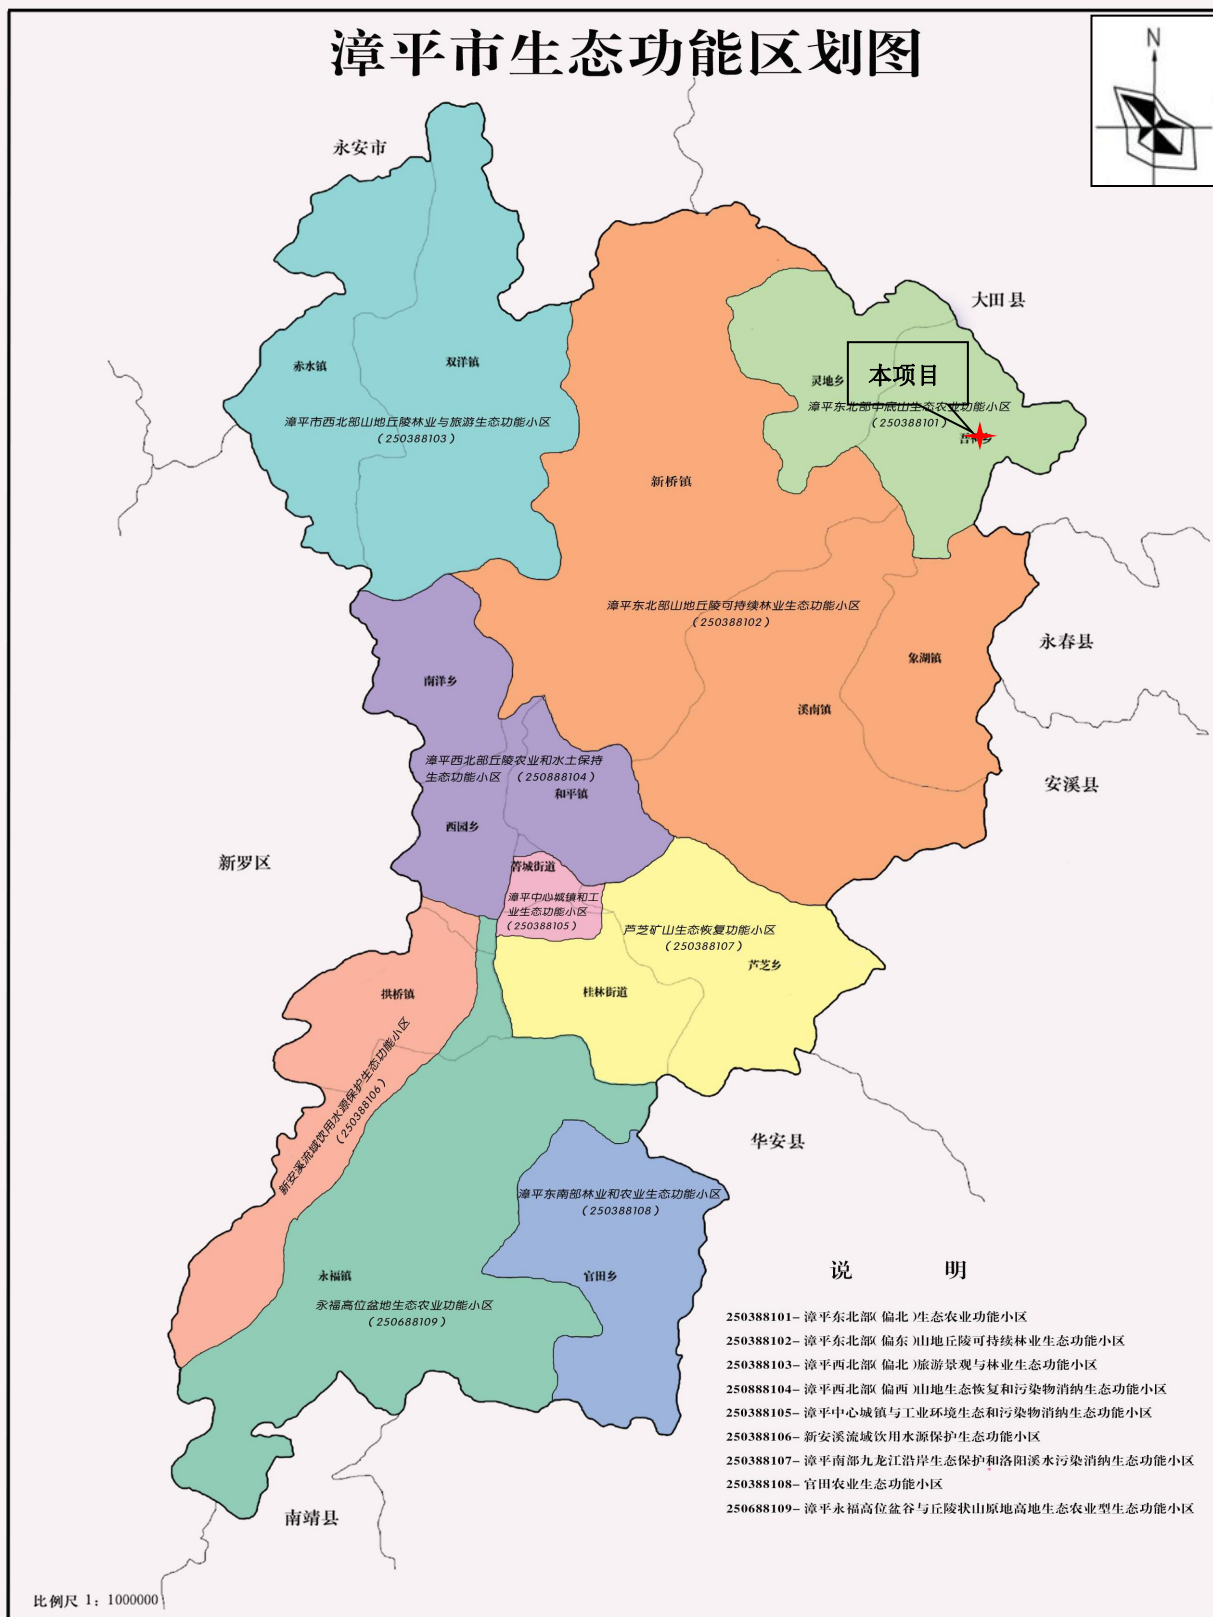 漳平市生态功能区划图
N
永安市
大田县
赤水镇
双洋镇
灵地乡
本项目
漳平市西北部山地丘陵林业与旅游生态功能小区
（250388103）
漳平东北部中底山生态农业功能小区
（250388101）
新桥镇
漳平东北部山地丘陵可持续林业生态功能小区
（250388102）
永春县
象湖镇
南洋乡
溪南镇
漳平西北部丘陵农业和水土保持
生态功能小区 （250888104）
安溪县
和平镇
西园乡
新罗区
菁城街道
漳平中心城镇和工
业生态功能小区
（250388105）
芦芝矿山生态恢复功能小区
（250388107）
芦芝乡
桂林街道
拱桥镇
新安溪流域饮用水源保护生态功能小区
（250388106）
华安县
漳平东南部林业和农业生态功能小区
（250388108）
永福镇
官田乡
永福高位盆地生态农业功能小区
（250688109）
说 明
250388101-漳平东北部(偏北)生态农业功能小区
250388102-漳平东北部(偏东)山地丘陵可持续林业生态功能小区
250388103-漳平西北部(偏北)旅游景观与林业生态功能小区
250888104-漳平西北部(偏西)山地生态恢复和污染物消纳生态功能小区
250388105-漳平中心城镇与工业环境生态和污染物消纳生态功能小区
250388106-新安溪流域饮用水源保护生态功能小区
250388107-漳平南部九龙江沿岸生态保护和洛阳溪水污染消纳生态功能小区
250388108-官田农业生态功能小区
250688109-漳平永福高位盆谷与丘陵状山原地高地生态农业型生态功能小区
南靖县
比例尺 1：1000000